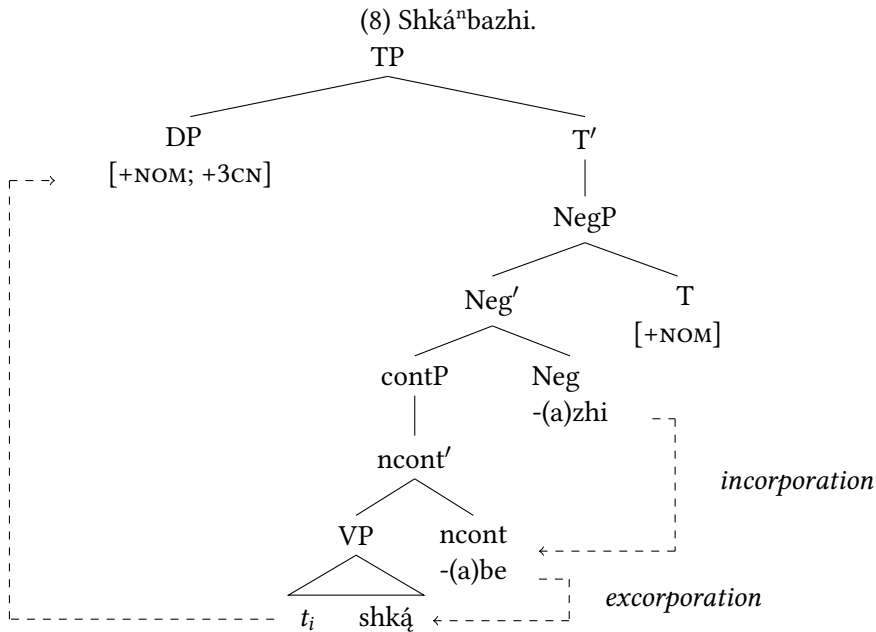 (8) Shkáⁿbazhi.
TP
DP T′
[+NOM; +3CN]
NegP
Neg′ T
[+NOM]
contP Neg
-(a)zhi
ncont′
incorporation
VP ncont
-(a)be
excorporation
tᵢ shką́